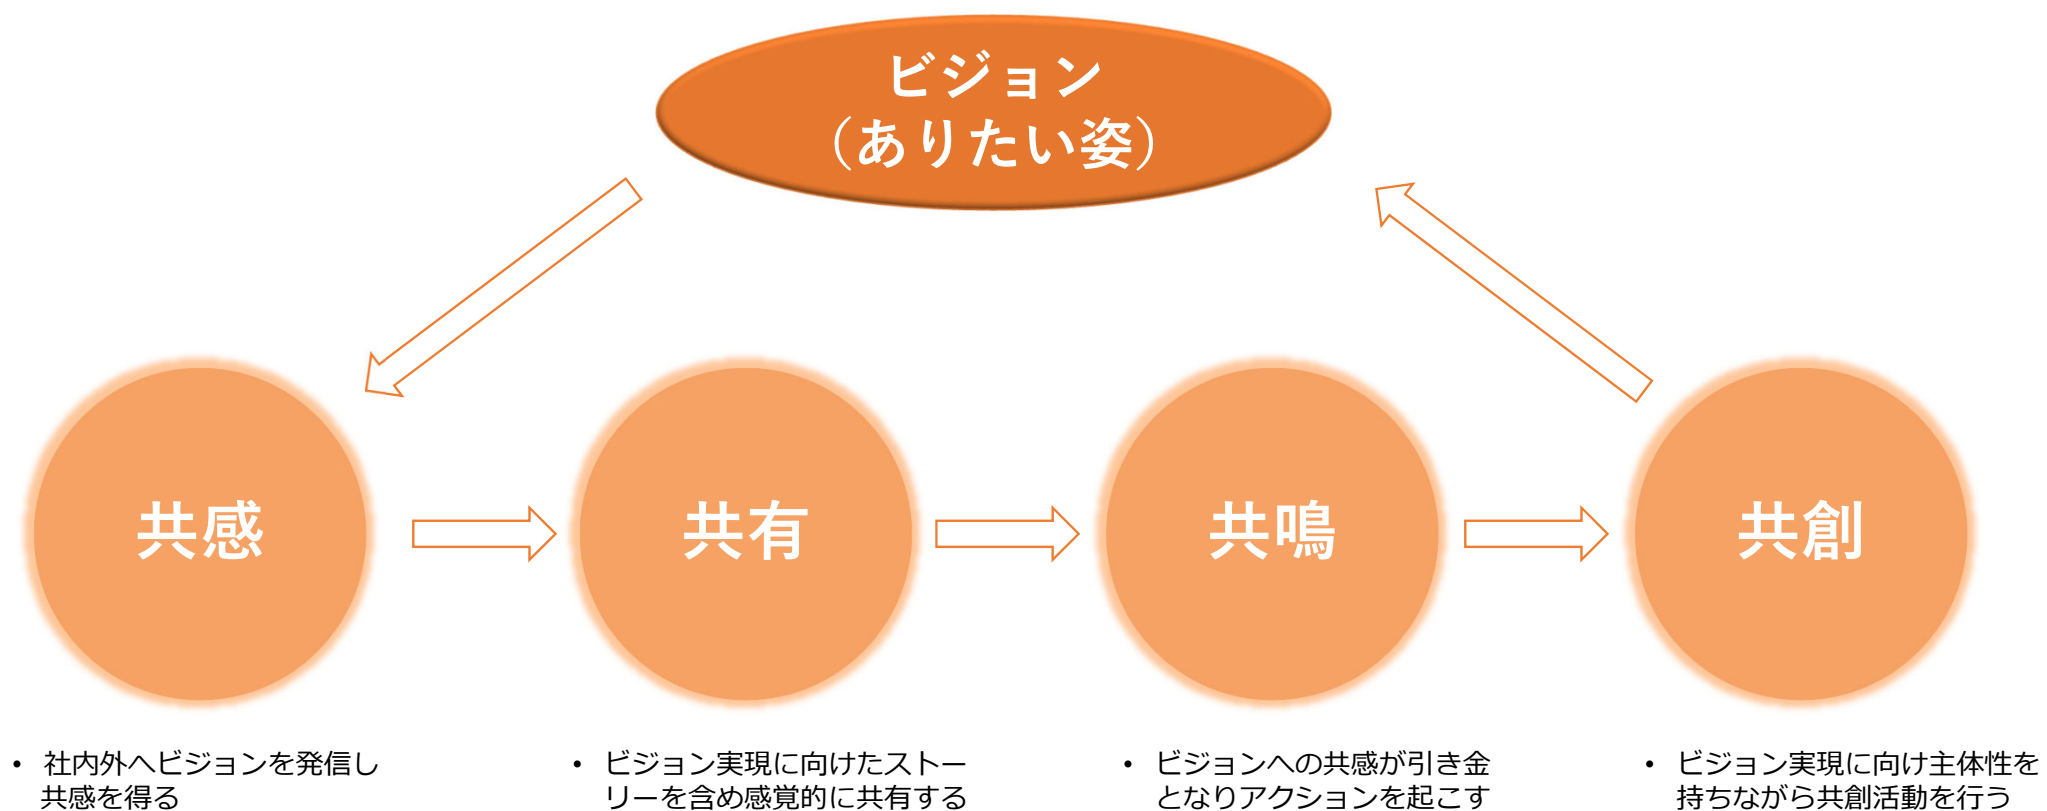 ビジョン
（ありたい姿）
共感
共有
共鳴
共創
• 社内外へビジョンを発信し
共感を得る
• ビジョン実現に向けたストー
リーを含め感覚的に共有する
• ビジョンへの共感が引き金
となりアクションを起こす
• ビジョン実現に向け主体性を
持ちながら共創活動を行う